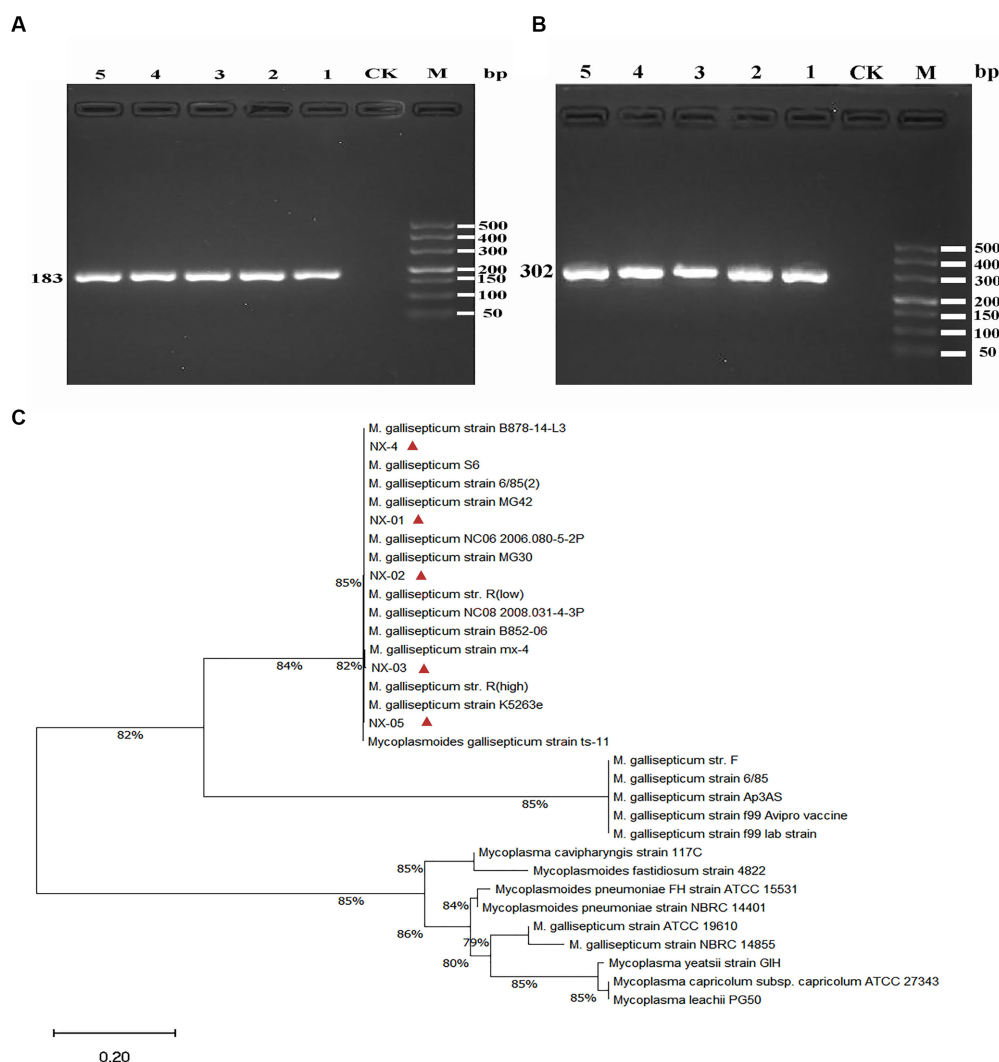 A
5 4 3 2 1 CK M bp
183
500
400
300
200
150
100
50
B
5 4 3 2 1 CK M bp
302
500
400
300
200
150
100
50
C
M. gallisepticum strain B878-14-L3
NX-4
M. gallisepticum S6
M. gallisepticum strain 6/85(2)
M. gallisepticum strain MG42
NX-01
M. gallisepticum NC06 2006.080-5-2P
M. gallisepticum strain MG30
85%
NX-02
M. gallisepticum str. R(low)
M. gallisepticum NC08 2008.031-4-3P
M. gallisepticum strain B852-06
M. gallisepticum strain mx-4
84%
82%
NX-03
M. gallisepticum str. R(high)
M. gallisepticum strain K5263e
NX-05
82%
Mycoplasmoides gallisepticum strain ts-11
M. gallisepticum str. F
M. gallisepticum strain 6/85
M. gallisepticum strain Ap3AS
85%
M. gallisepticum strain f99 Avipro vaccine
M. gallisepticum strain f99 lab strain
Mycoplasma cavipharyngis strain 117C
85%
Mycoplasmoides fastidiosum strain 4822
85%
Mycoplasmoides pneumoniae FH strain ATCC 15531
84%
Mycoplasmoides pneumoniae strain NBRC 14401
86%
M. gallisepticum strain ATCC 19610
79%
M. gallisepticum strain NBRC 14855
80%
Mycoplasma yeatsii strain GIH
85%
Mycoplasma capricolum subsp. capricolum ATCC 27343
85%
Mycoplasma leachii PG50
0.20